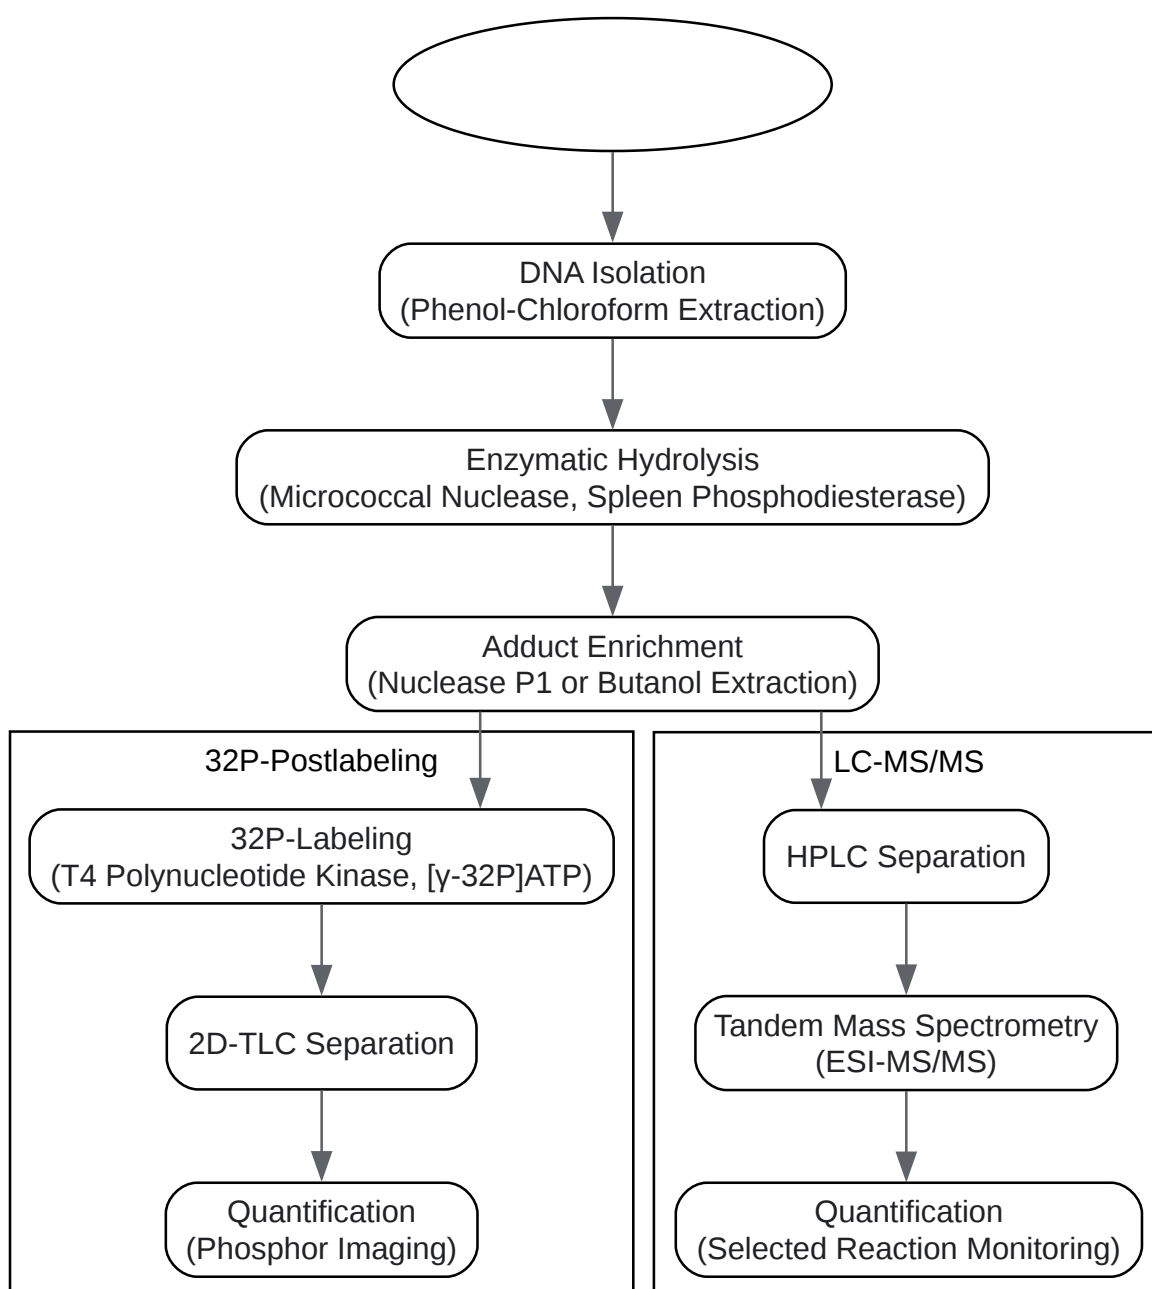 DNA Isolation
(Phenol-Chloroform Extraction)
Enzymatic Hydrolysis
(Micrococcal Nuclease, Spleen Phosphodiesterase)
Adduct Enrichment
(Nuclease P1 or Butanol Extraction)
32P-Postlabeling
32P-Labeling
(T4 Polynucleotide Kinase, [γ-32P]ATP)
2D-TLC Separation
Quantification
(Phosphor Imaging)
LC-MS/MS
HPLC Separation
Tandem Mass Spectrometry
(ESI-MS/MS)
Quantification
(Selected Reaction Monitoring)